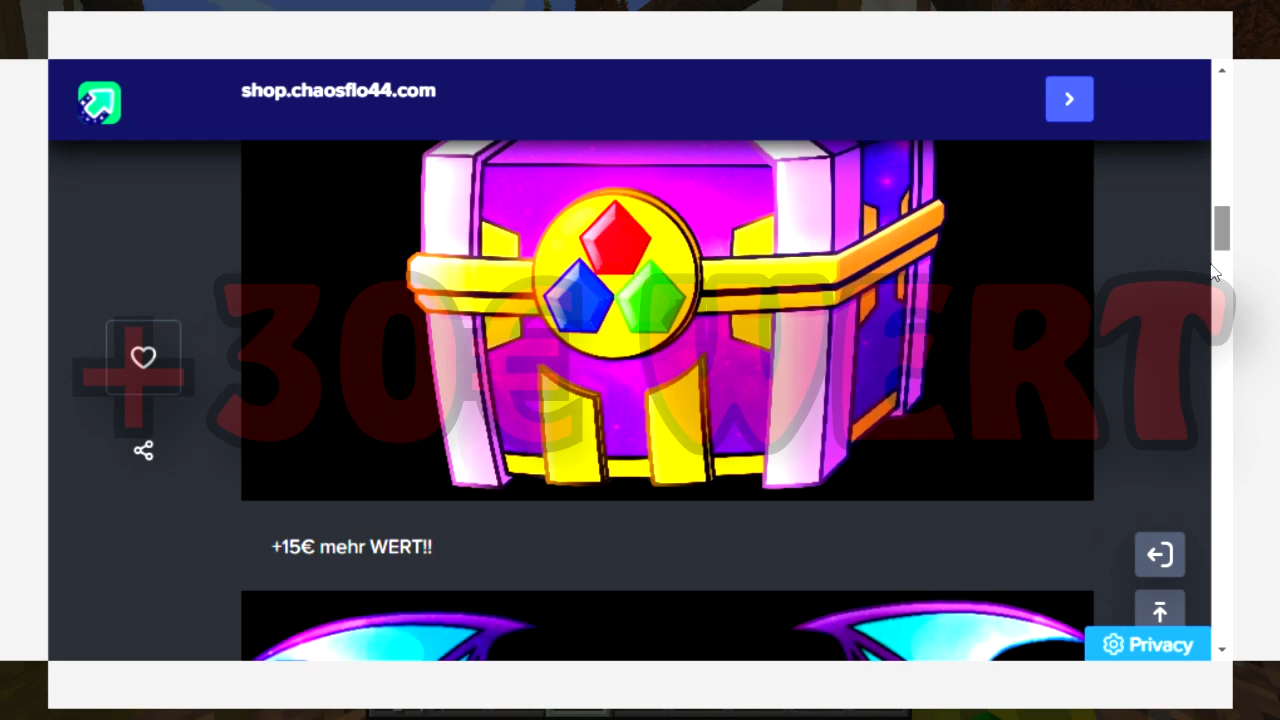 shop.chaosflo44.com
+30€ WERT
+15€ mehr WERT!!
Privacy